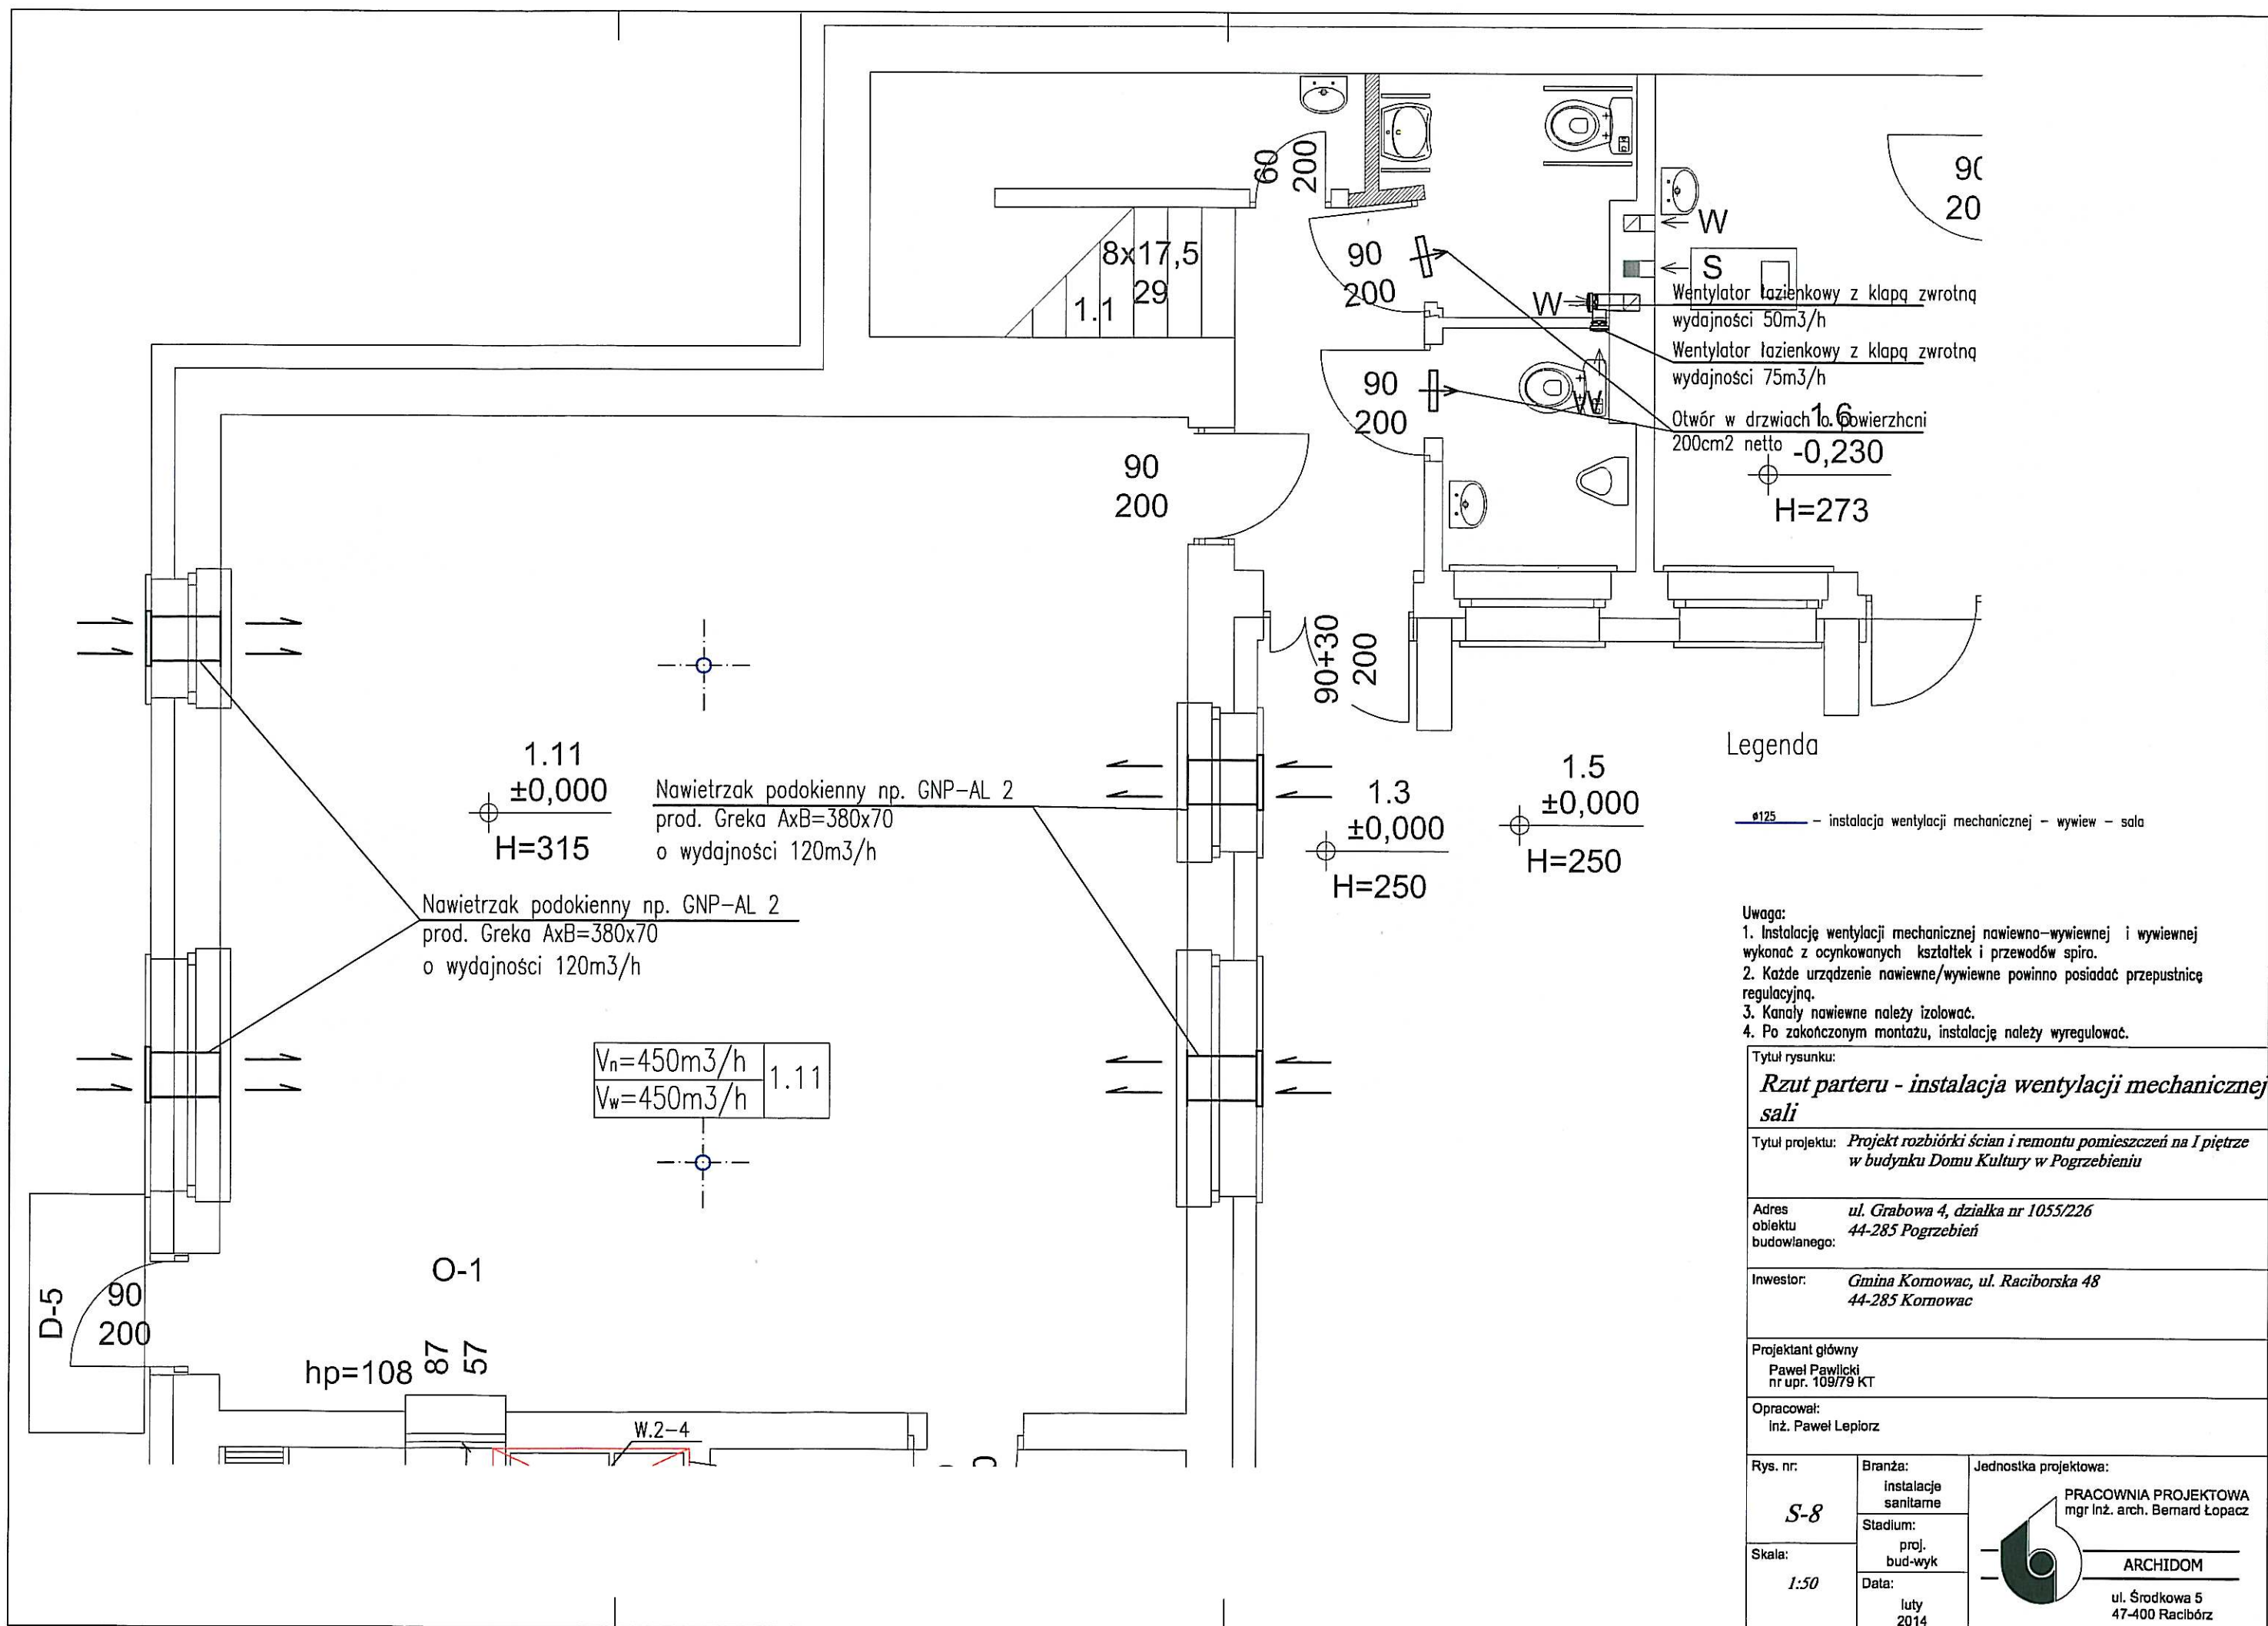 60
200
90
20
W
S
8x17,5
29
1.1
90
200
W
Wentylator łazienkowy z klapą zwrotną
wydajności 50m3/h
Wentylator łazienkowy z klapą zwrotną
wydajności 75m3/h
90
200
W
Otwór w drzwiach o powierzhcni
200cm2 netto
1.6
-0,230
H=273
90
200
90+30
200
1.11
±0,000
H=315
Nawietrzak podokienny np. GNP-AL 2
prod. Greka AxB=380x70
o wydajności 120m3/h
1.3
±0,000
H=250
1.5
±0,000
H=250
Nawietrzak podokienny np. GNP-AL 2
prod. Greka AxB=380x70
o wydajności 120m3/h
Vn=450m3/h
Vw=450m3/h
1.11
O-1
D-5
90
200
hp=108
87
57
W.2-4
Legenda
ø125 - instalacja wentylacji mechanicznej - wywiew - sala
Uwaga:
1. Instalację wentylacji mechanicznej nawiewno-wywiewnej i wywiewnej
wykonać z ocynkowanych kształtek i przewodów spiro.
2. Każde urządzenie nawiewne/wywiewne powinno posiadać przepustnicę
regulacyjną.
3. Kanały nawiewne należy izolować.
4. Po zakończonym montażu, instalację należy wyregulować.
Tytuł rysunku:
Rzut parteru - instalacja wentylacji mechanicznej
sali
Tytuł projektu: Projekt rozbiórki ścian i remontu pomieszczeń na I piętrze
w budynku Domu Kultury w Pogrzebieniu
Adres
obiektu
budowlanego:
ul. Grabowa 4, działka nr 1055/226
44-285 Pogrzebień
Inwestor: Gmina Kornowac, ul. Raciborska 48
44-285 Kornowac
Projektant główny
Paweł Pawlicki
nr upr. 109/79 KT
Opracował:
inż. Paweł Lepiorz
Rys. nr:
S-8
Skala:
1:50
Branża:
instalacje
sanitarne
Stadium:
proj.
bud-wyk
Data:
luty
2014
Jednostka projektowa:
PRACOWNIA PROJEKTOWA
mgr inż. arch. Bernard Łopacz
ARCHIDOM
ul. Środkowa 5
47-400 Racibórz